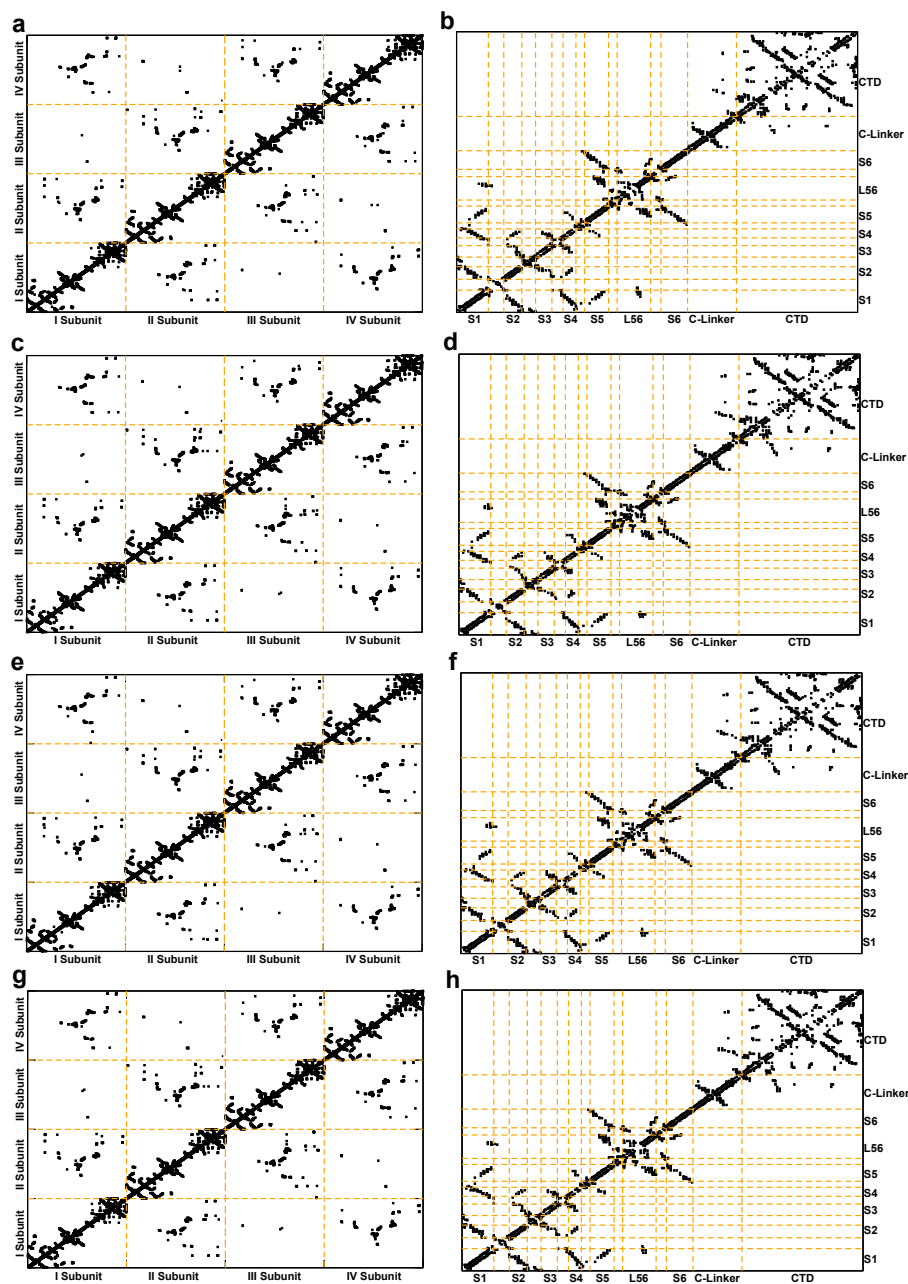 a
IV Subunit
III Subunit
II Subunit
I Subunit
I Subunit II Subunit III Subunit IV Subunit
b
CTD
C-Linker
S6
L56
S5
S4
S3
S2
S1
S1 S2 S3 S4 S5 L56 S6 C-Linker CTD
c
IV Subunit
III Subunit
II Subunit
I Subunit
I Subunit II Subunit III Subunit IV Subunit
d
CTD
C-Linker
S6
L56
S5
S4
S3
S2
S1
S1 S2 S3 S4 S5 L56 S6 C-Linker CTD
e
IV Subunit
III Subunit
II Subunit
I Subunit
I Subunit II Subunit III Subunit IV Subunit
f
CTD
C-Linker
S6
L56
S5
S4
S3
S2
S1
S1 S2 S3 S4 S5 L56 S6 C-Linker CTD
g
IV Subunit
III Subunit
II Subunit
I Subunit
I Subunit II Subunit III Subunit IV Subunit
h
CTD
C-Linker
S6
L56
S5
S4
S3
S2
S1
S1 S2 S3 S4 S5 L56 S6 C-Linker CTD